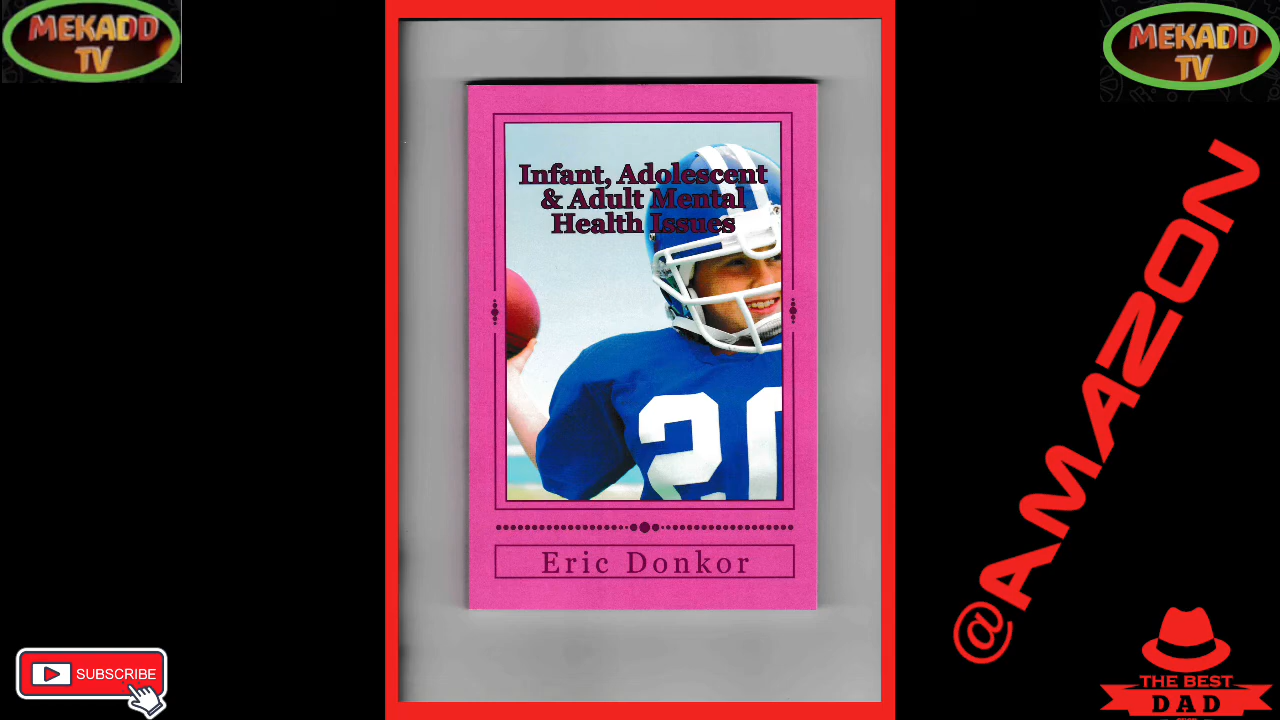 MEKADD
TV
MEKADD
TV
Infant, Adolescent
& Adult Mental
Health Issues
20
Eric Donkor
@AMAZON
SUBSCRIBE
THE BEST
DAD